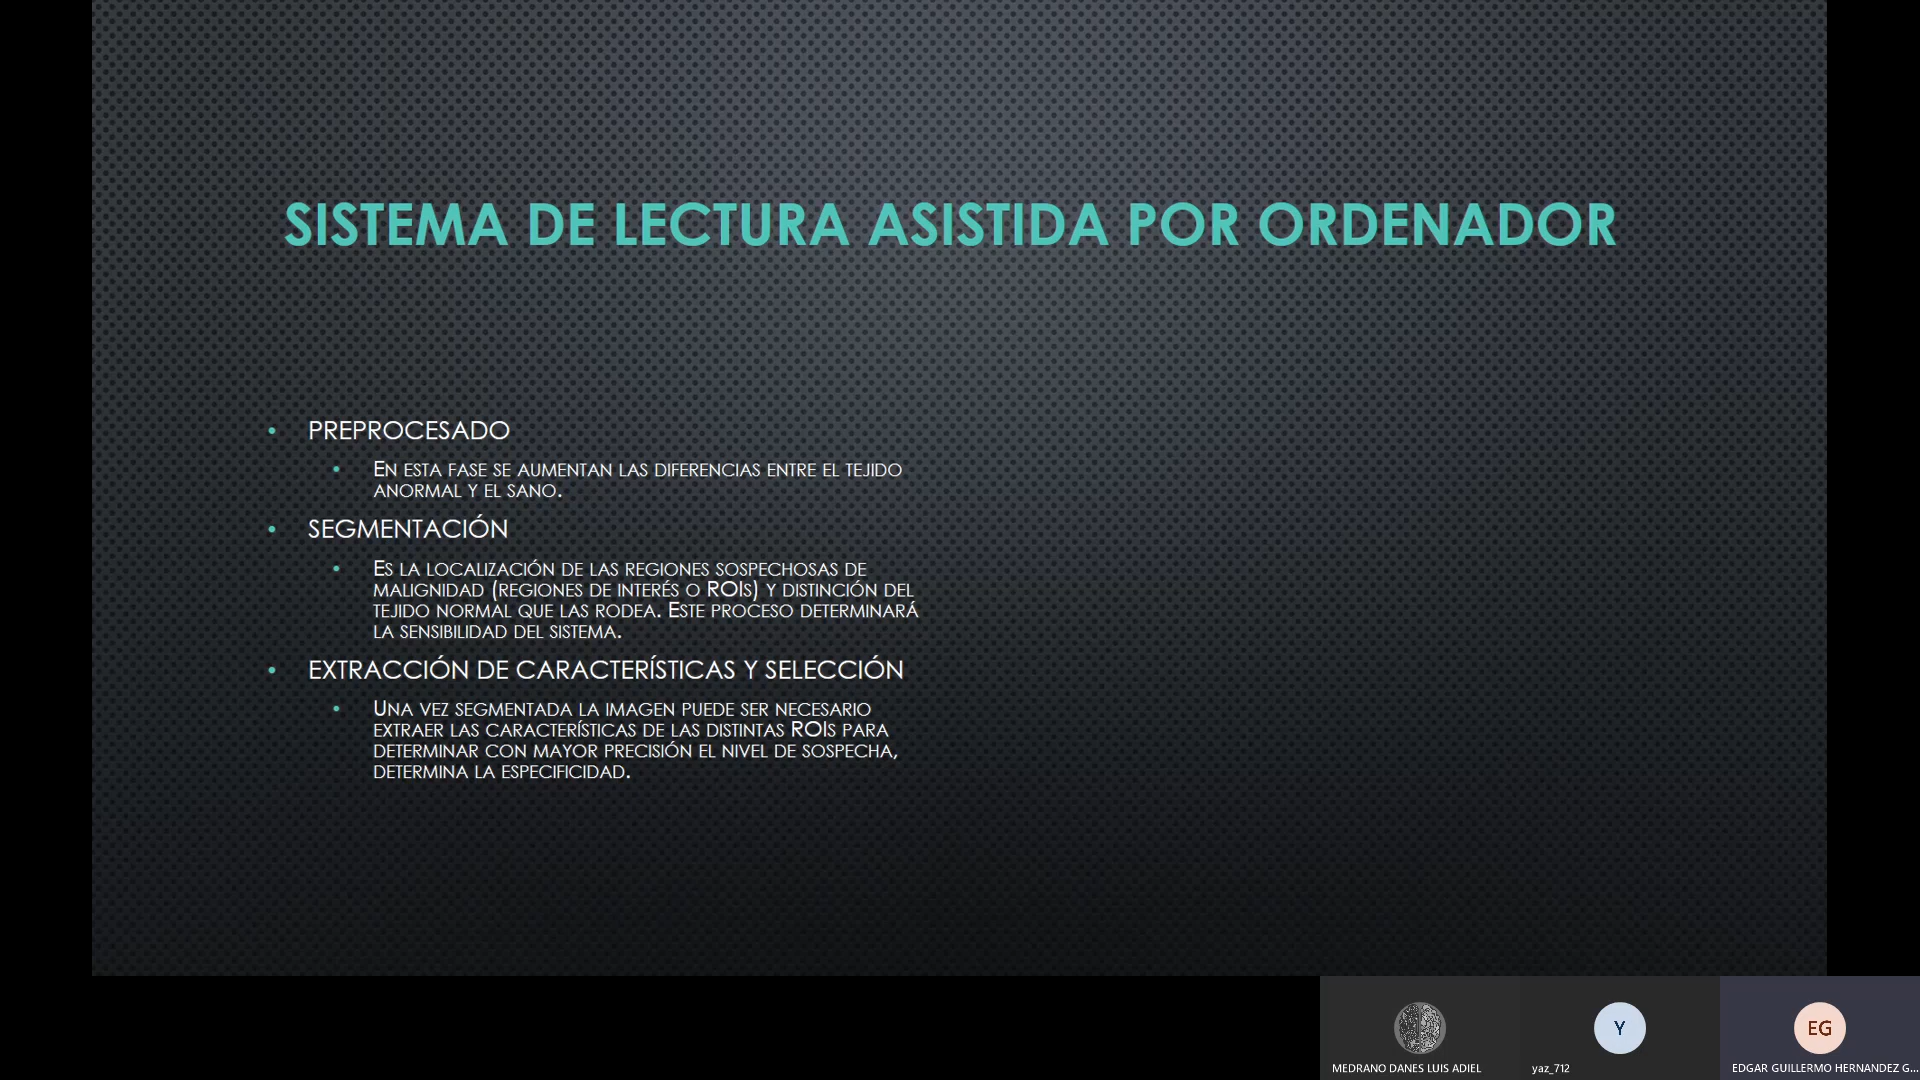 SISTEMA DE LECTURA ASISTIDA POR ORDENADOR
• PREPROCESADO
• EN ESTA FASE SE AUMENTAN LAS DIFERENCIAS ENTRE EL TEJIDO
ANORMAL Y EL SANO.
• SEGMENTACIÓN
• ES LA LOCALIZACIÓN DE LAS REGIONES SOSPECHOSAS DE
MALIGNIDAD (REGIONES DE INTERÉS O ROIS) Y DISTINCIÓN DEL
TEJIDO NORMAL QUE LAS RODEA. ESTE PROCESO DETERMINARÁ
LA SENSIBILIDAD DEL SISTEMA.
• EXTRACCIÓN DE CARACTERÍSTICAS Y SELECCIÓN
• UNA VEZ SEGMENTADA LA IMAGEN PUEDE SER NECESARIO
EXTRAER LAS CARACTERÍSTICAS DE LAS DISTINTAS ROIS PARA
DETERMINAR CON MAYOR PRECISIÓN EL NIVEL DE SOSPECHA,
DETERMINA LA ESPECIFICIDAD.
Y
EG
MEDRANO DANES LUIS ADIEL
yaz_712
EDGAR GUILLERMO HERNANDEZ G...